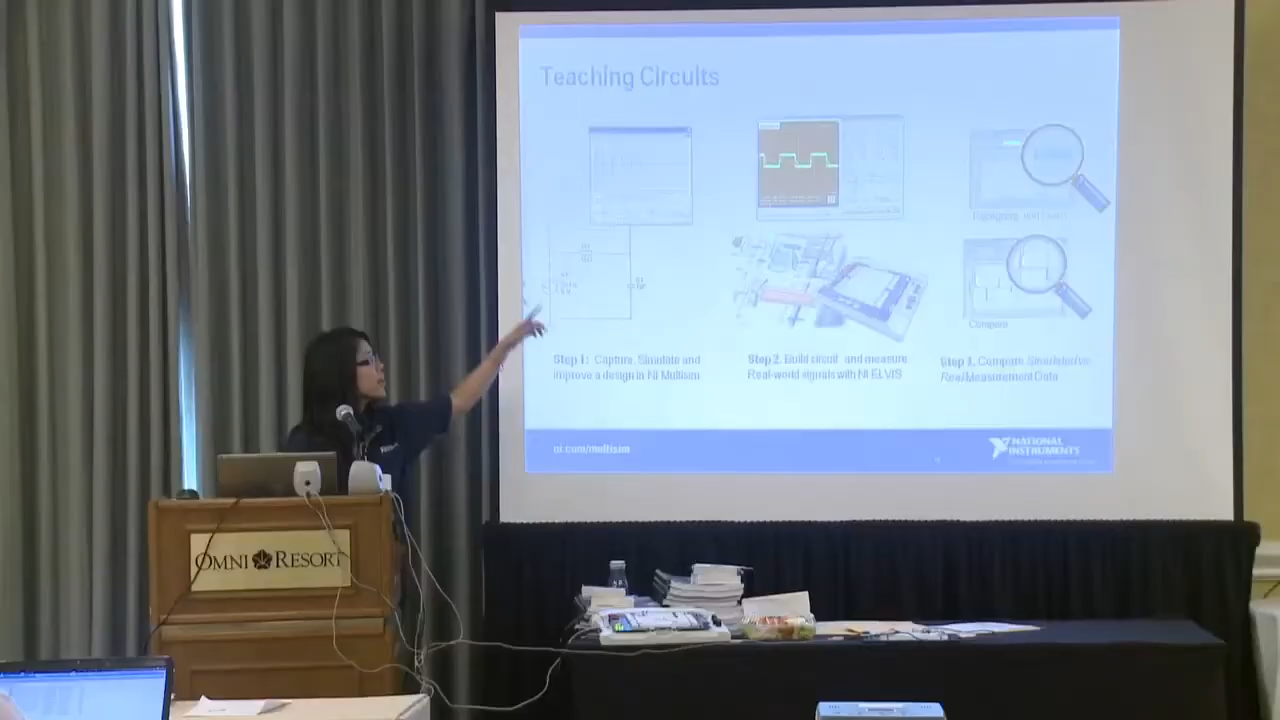 Teaching Circuits
Compare
Step 1: Capture, Simulate and
improve a design in NI Multisim
Step 2. Build circuit and measure
Real-world signals with NI ELVIS
Step 3. Compare Simulated vs
Real Measurement Data
ni.com/multisim
NATIONAL
INSTRUMENTS
OMNI RESORT